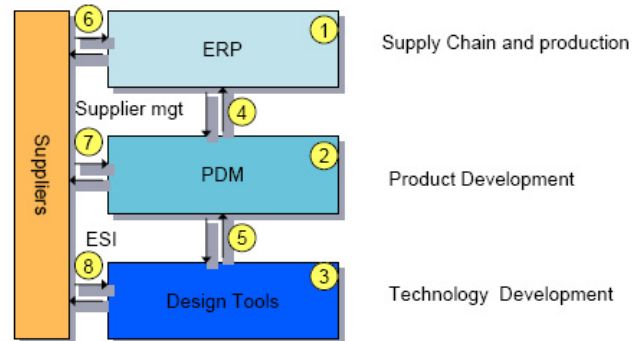 6
1
ERP
Supply Chain and production
Supplier mgt
4
7
2
PDM
Product Development
Suppliers
5
ESI
8
3
Design Tools
Technology Development